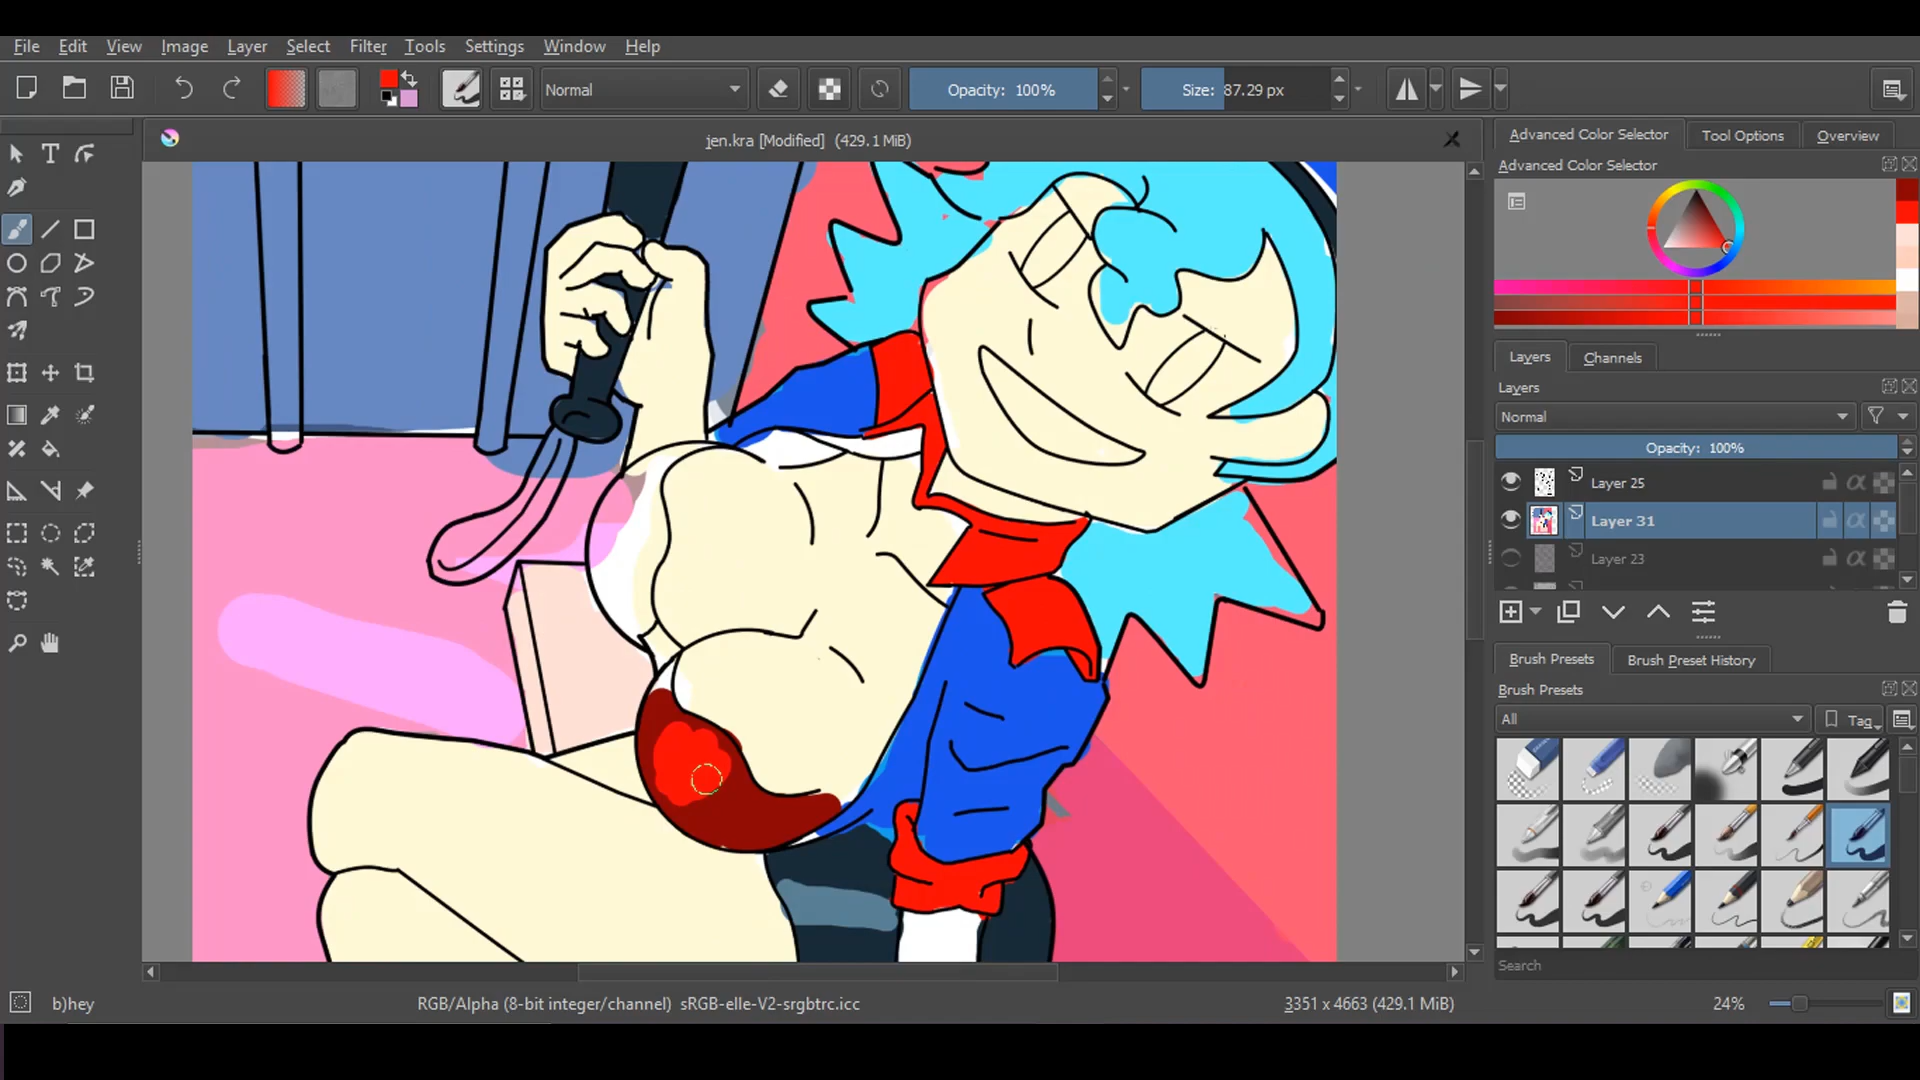 File Edit View Image Layer Select Filter Tools Settings Window Help
Normal Opacity: 100% Size: 87.29 px
jen.kra [Modified] (429.1 MiB)
Advanced Color Selector Tool Options Overview
Advanced Color Selector
Layers Channels
Layers
Normal
Opacity: 100%
Layer 25
Layer 31
Layer 23
Brush Presets Brush Preset History
Brush Presets
All Tag
Search
b)hey RGB/Alpha (8-bit integer/channel) sRGB-elle-V2-srgbtrc.icc 3351 x 4663 (429.1 MiB) 24%